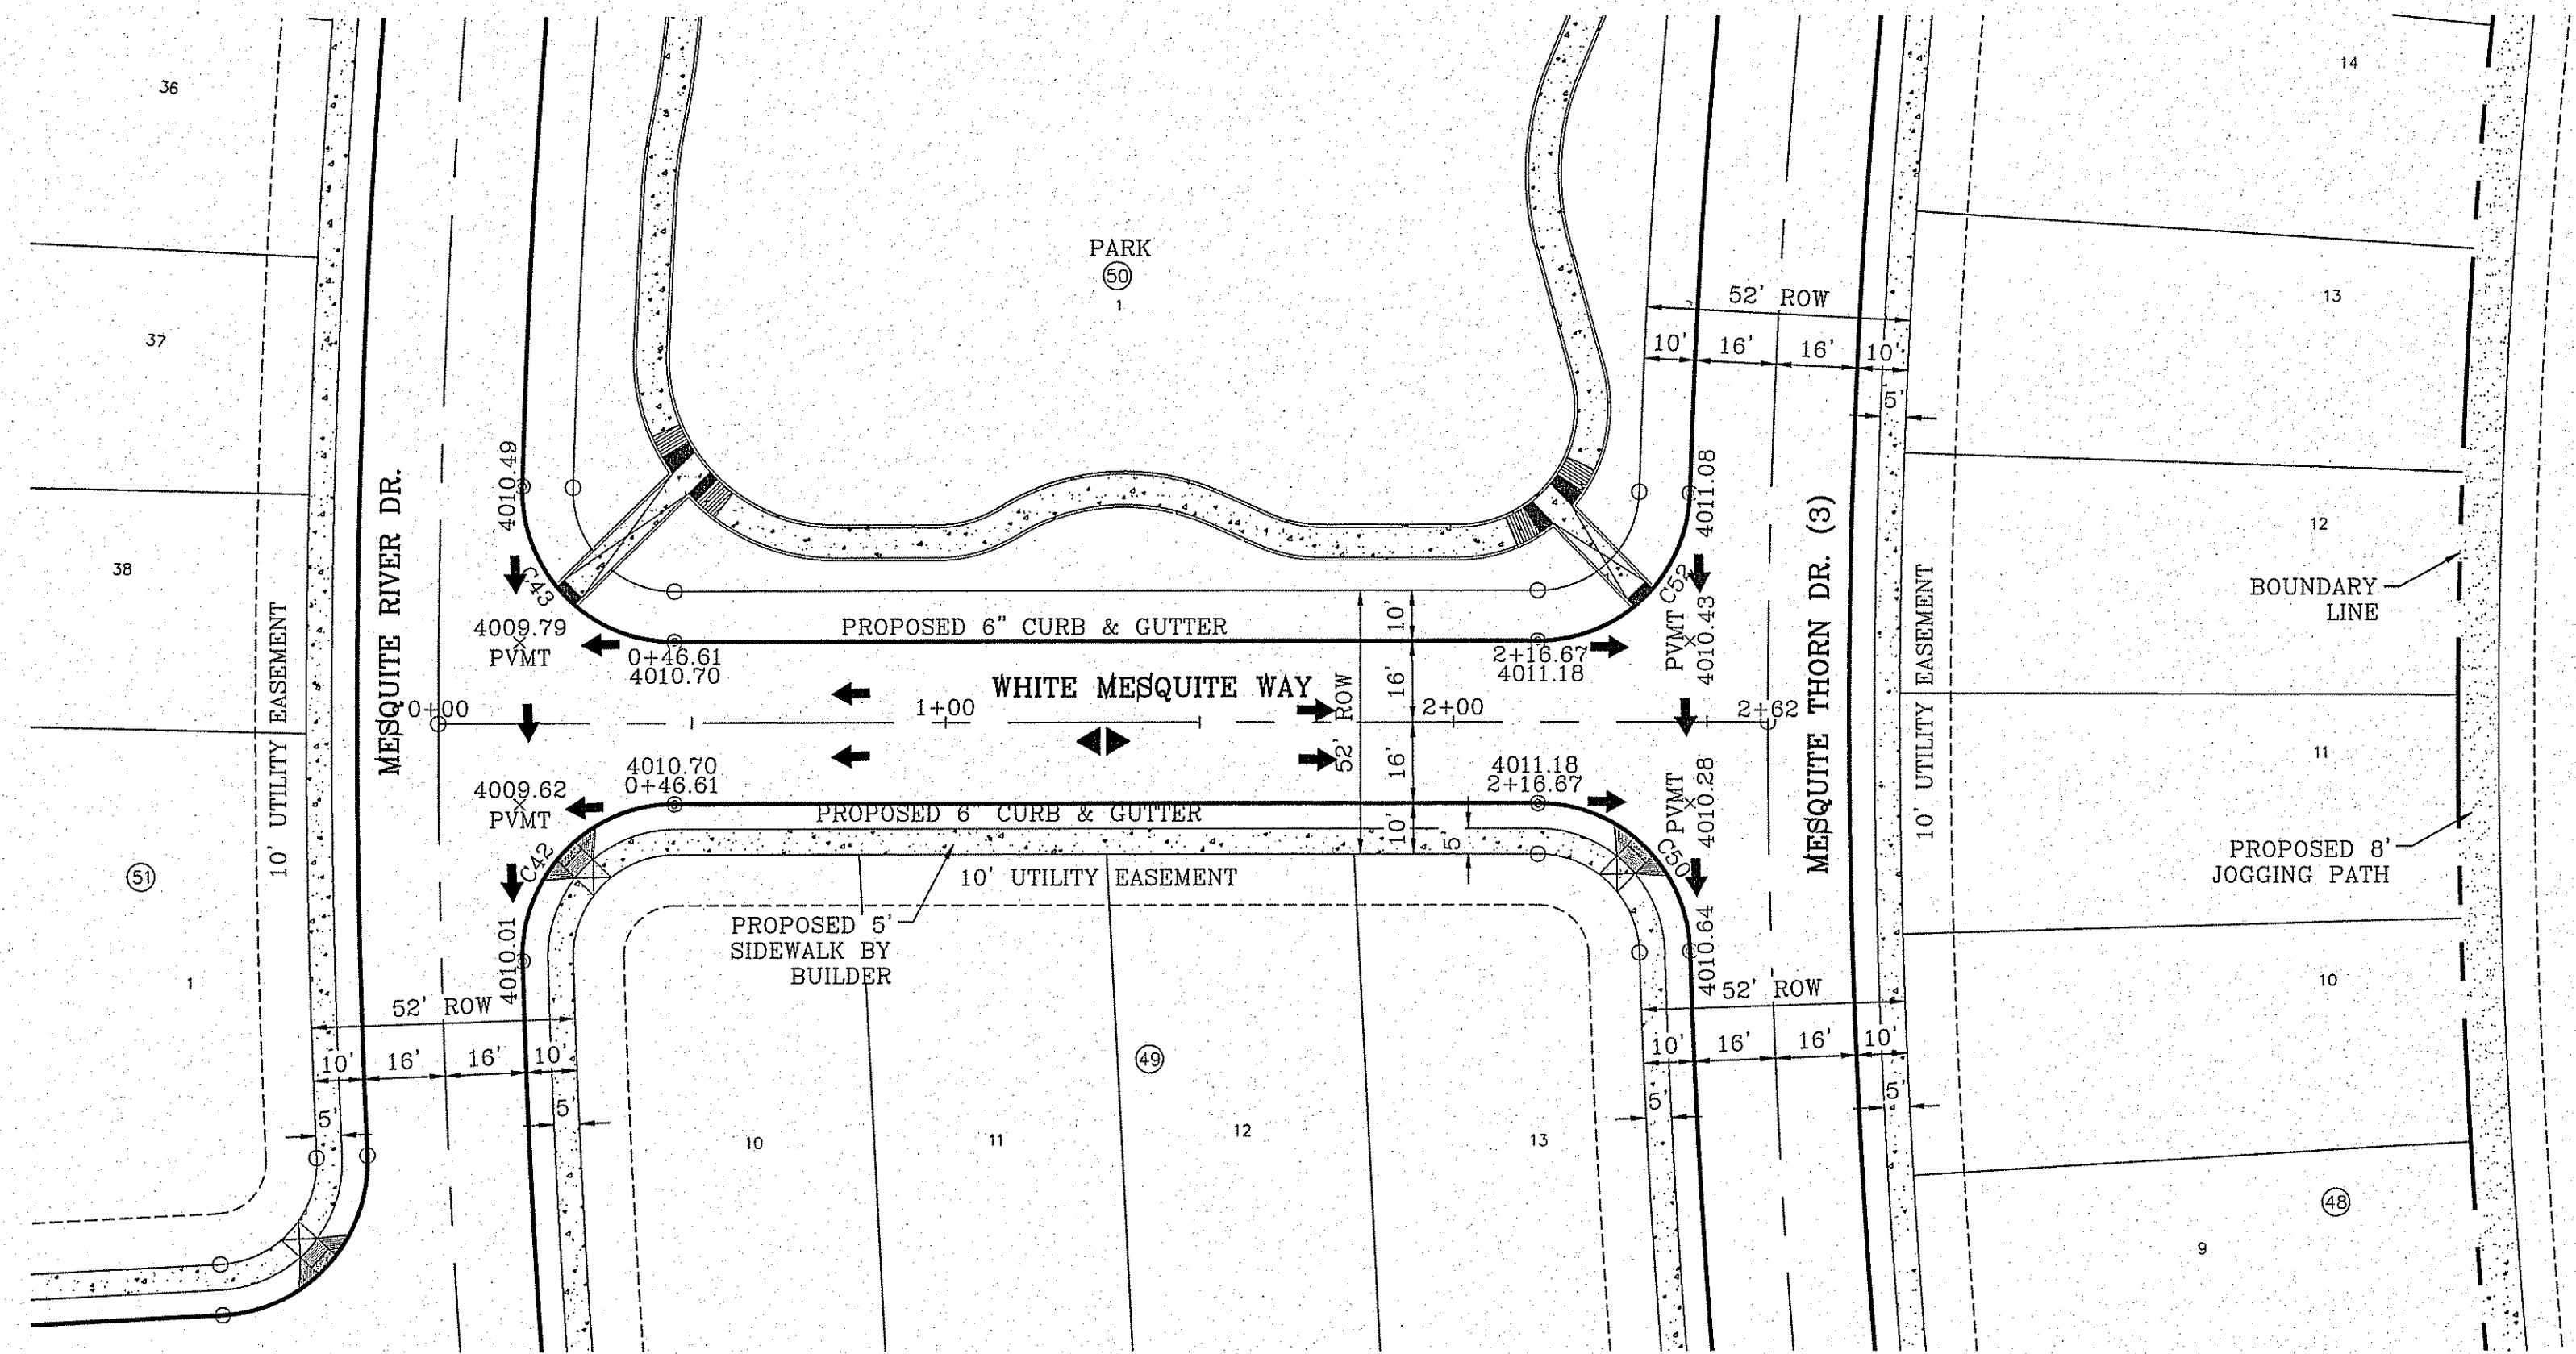 36
37
38
51
1
10' UTILITY EASEMENT
MESQUITE RIVER DR.
PARK
50
1
4010.49
C43
4009.79
PVMT
0+46.61
4010.70
PROPOSED 6" CURB & GUTTER
2+16.67
4011.18
4011.08
C52
PVMT
4010.43
WHITE MESQUITE WAY
0+00
1+00
2+00
2+62
52' ROW
10'
16'
16'
10'
5'
4009.62
PVMT
4010.70
0+46.61
4011.18
2+16.67
PROPOSED 6" CURB & GUTTER
PVMT
4010.28
C42
C50
4010.01
4010.64
10' UTILITY EASEMENT
PROPOSED 5'
SIDEWALK BY
BUILDER
52' ROW
10'
16'
16'
10'
5'
5'
10
11
49
12
13
52' ROW
10'
16'
16'
10'
5'
MESQUITE THORN DR. (3)
10' UTILITY EASEMENT
52' ROW
10'
16'
16'
10'
5'
5'
14
13
12
BOUNDARY
LINE
11
PROPOSED 8'
JOGGING PATH
10
48
9